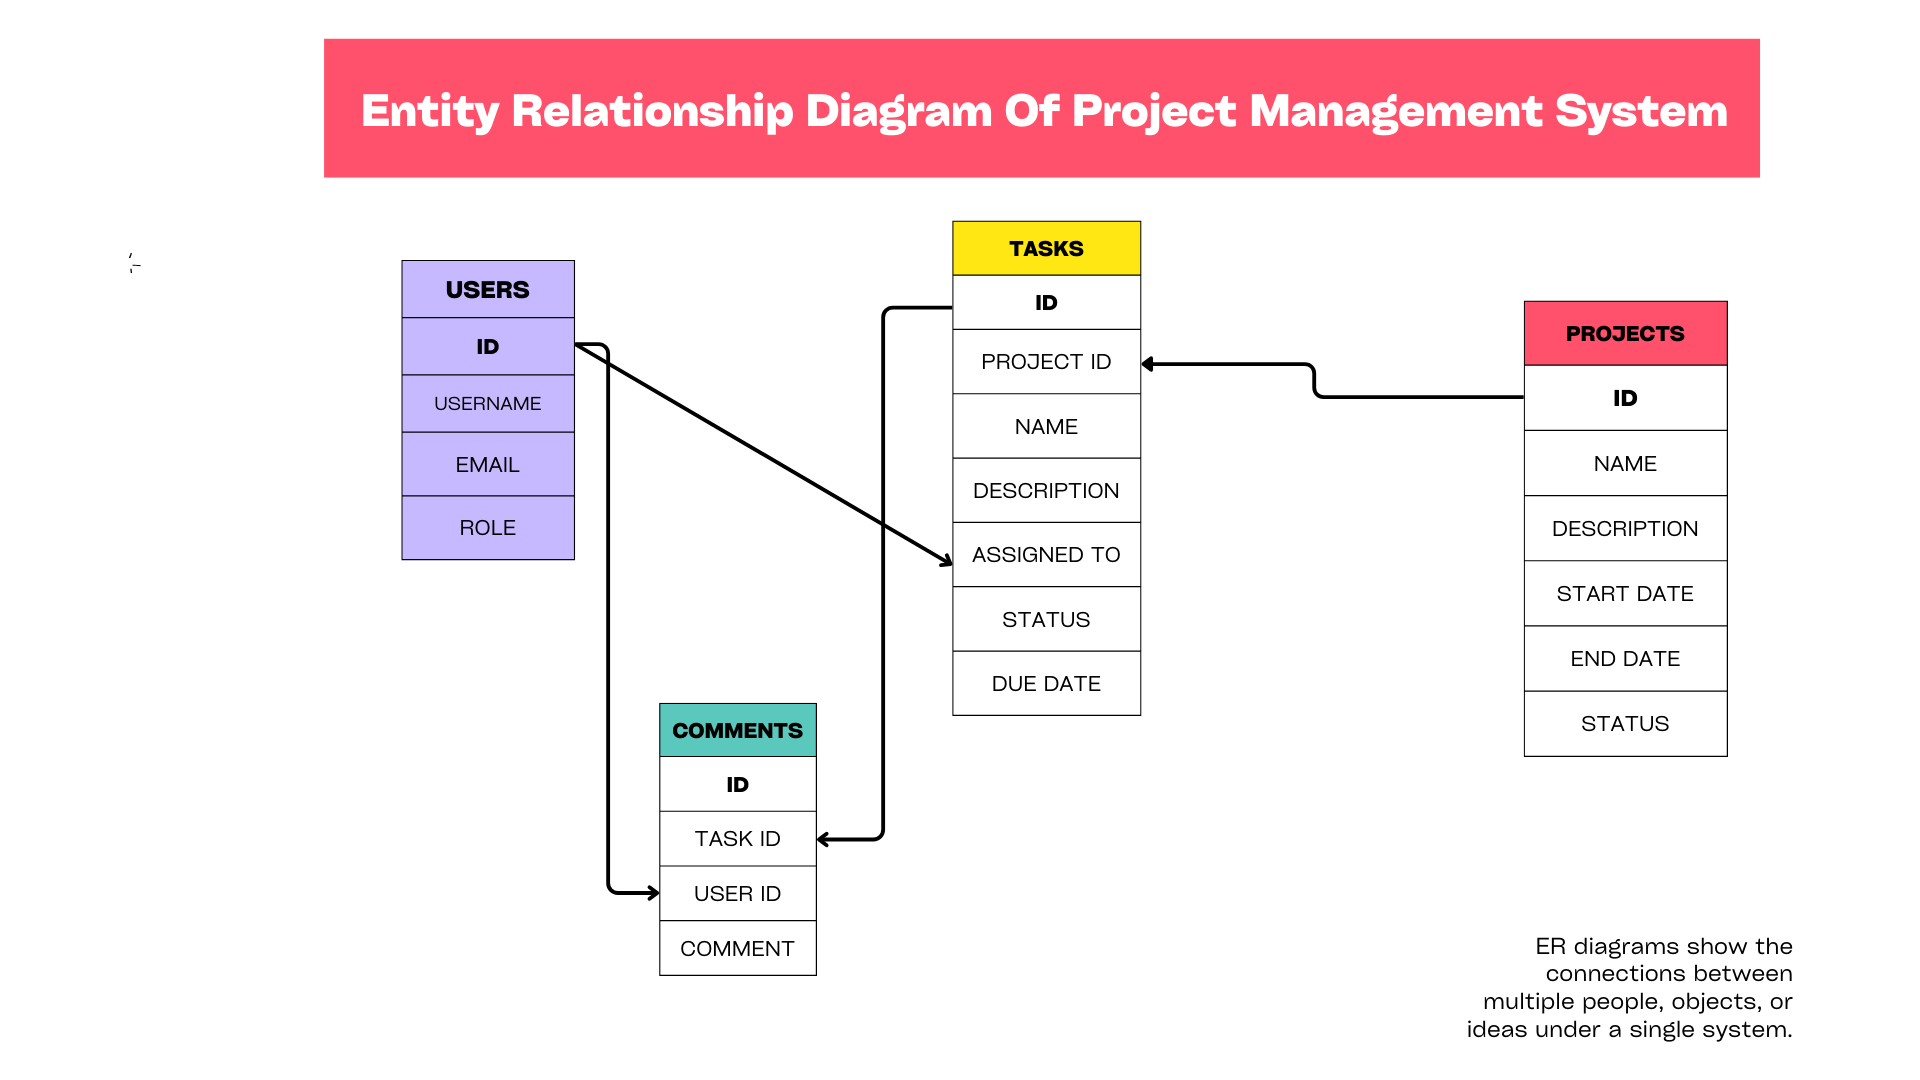 Entity Relationship Diagram Of Project Management System
USERS
ID
USERNAME
EMAIL
ROLE
TASKS
ID
PROJECT ID
NAME
DESCRIPTION
ASSIGNED TO
STATUS
DUE DATE
PROJECTS
ID
NAME
DESCRIPTION
START DATE
END DATE
STATUS
COMMENTS
ID
TASK ID
USER ID
COMMENT
ER diagrams show the
connections between
multiple people, objects, or
ideas under a single system.